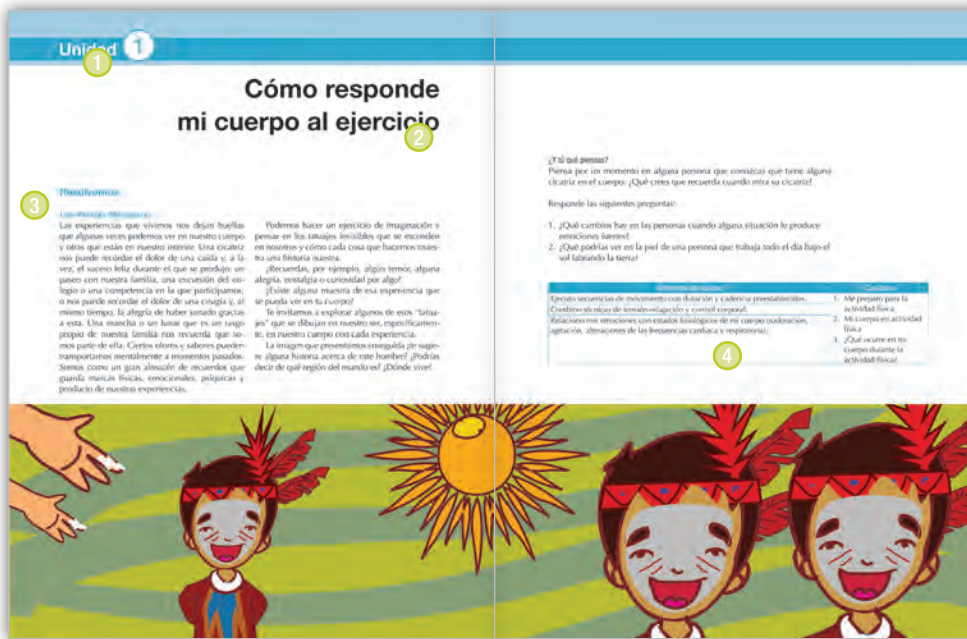 Unidad 1
1
Cómo responde
mi cuerpo al ejercicio
2
Resolvamos
3
Las experiencias que vivimos nos dejan huellas
que algunas veces podemos ver en nuestro cuerpo
y otras que están en nuestro interior. Una cicatriz
nos puede recordar el dolor de una caída y, a la
vez, el suceso feliz durante el que se produjo: un
paseo con nuestra familia, una excursión del co-
legio o una competencia en la que participamos;
o nos puede recordar el dolor de una cirugía y, al
mismo tiempo, la alegría de haber sanado gracias
a esta. Una mancha o un lunar que es un rasgo
propio de nuestra familia nos recuerda que so-
mos parte de ella. Ciertos olores y sabores pueden
transportarnos mentalmente a momentos pasados.
Somos como un gran almacén de recuerdos que
guarda marcas físicas, emocionales, psíquicas y
producto de nuestras experiencias.
Podemos hacer un ejercicio de imaginación y
pensar en los tatuajes invisibles que se esconden
en nosotros y cómo cada cosa que hacemos mues-
tra una historia nuestra.
¿Recuerdas, por ejemplo, algún temor, alguna
alegría, nostalgia o curiosidad por algo?
¿Existe alguna muestra de esa experiencia que
se pueda ver en tu cuerpo?
Te invitamos a explorar algunos de esos "tatua-
jes" que se dibujan en nuestro ser, específicamen-
te, en nuestro cuerpo con cada experiencia.
La imagen que presentamos enseguida ¿te sugie-
re alguna historia acerca de este hombre? ¿Podrías
decir de qué región del mundo es? ¿Dónde vive?
¿Y tú qué piensas?
Piensa por un momento en alguna persona que conozcas que tiene alguna
cicatriz en el cuerpo. ¿Qué crees que recuerda cuando mira su cicatriz?
Responde las siguientes preguntas:
1. ¿Qué cambios hay en las personas cuando alguna situación le produce
emociones fuertes?
2. ¿Qué podrías ver en la piel de una persona que trabaja todo el día bajo el
sol labrando la tierra?
Ejecuto secuencias de movimiento con dotación y cadencia preestablecidos.
Combino técnicas de tensión-relajación y control corporal.
Relaciono mis emociones con estados fisiológicos de mi cuerpo (sudoración,
agitación, alteraciones de las frecuencias cardiaca y respiratoria).
1. Me preparo para la
actividad física
2. Mi cuerpo en actividad
física
3. ¿Qué ocurre en mi
cuerpo durante la
actividad física?
4